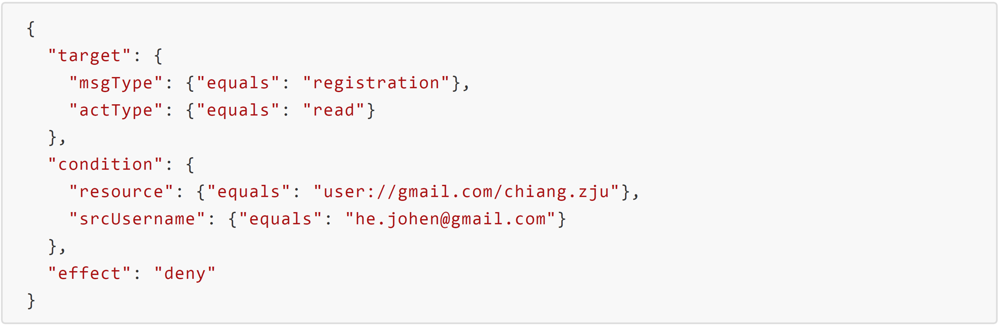 {
  "target": {
    "msgType": {"equals": "registration"},
    "actType": {"equals": "read"}
  },
  "condition": {
    "resource": {"equals": "user://gmail.com/chiang.zju"},
    "srcUsername": {"equals": "he.johen@gmail.com"}
  },
  "effect": "deny"
}